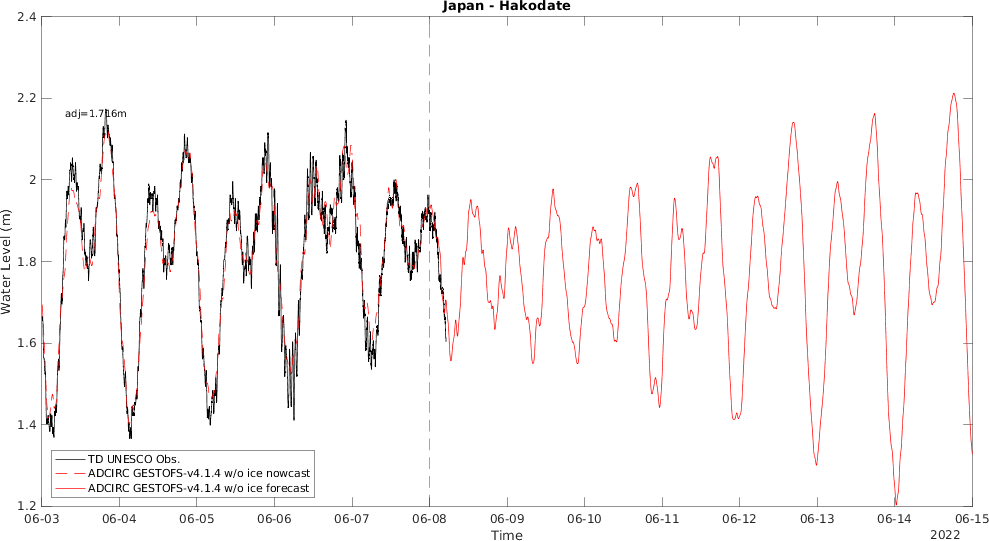 Japan - Hakodate
2.4
2.2
2
1.8
1.6
1.4
1.2
Water Level (m)
adj=1.716m
TD UNESCO Obs.
ADCIRC GESTOFS-v4.1.4 w/o ice nowcast
ADCIRC GESTOFS-v4.1.4 w/o ice forecast
06-03 06-04 06-05 06-06 06-07 06-08 06-09 06-10 06-11 06-12 06-13 06-14 06-15
Time
2022